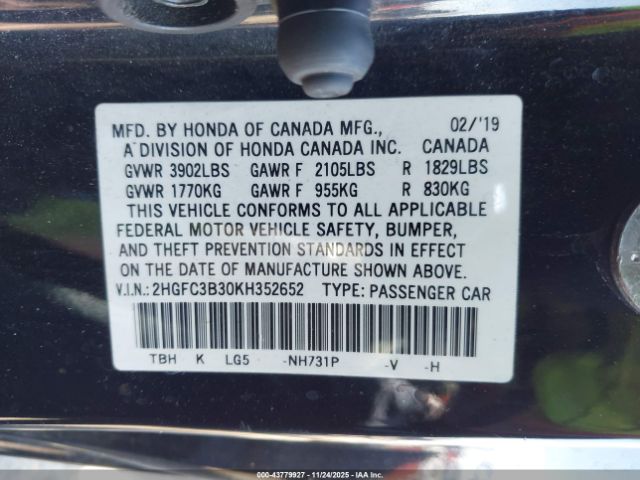 MFD. BY HONDA OF CANADA MFG., 02/'19
A DIVISION OF HONDA CANADA INC. CANADA
GVWR 3902LBS GAWR F 2105LBS R 1829LBS
GVWR 1770KG GAWR F 955KG R 830KG
THIS VEHICLE CONFORMS TO ALL APPLICABLE
FEDERAL MOTOR VEHICLE SAFETY, BUMPER,
AND THEFT PREVENTION STANDARDS IN EFFECT
ON THE DATE OF MANUFACTURE SHOWN ABOVE.
V.I.N.: 2HGFC3B30KH352652 TYPE: PASSENGER CAR
TBH K LG5 -NH731P -V -H
000-43779927 - 11/24/2025 - IAA Inc.